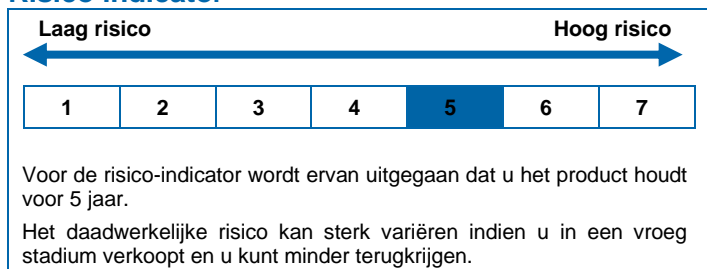 Laag risico Hoog risico
1 2 3 4 5 6 7
Voor de risico-indicator wordt ervan uitgegaan dat u het product houdt
voor 5 jaar.
Het daadwerkelijke risico kan sterk variëren indien u in een vroeg
stadium verkoopt en u kunt minder terugkrijgen.